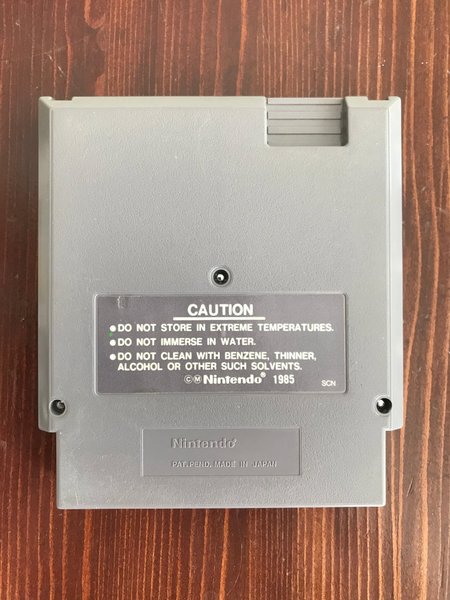 CAUTION
●DO NOT STORE IN EXTREME TEMPERATURES.
●DO NOT IMMERSE IN WATER.
●DO NOT CLEAN WITH BENZENE, THINNER,
ALCOHOL OR OTHER SUCH SOLVENTS.
©Ⓜ Nintendo® 1985 SCN
Nintendo®
PAT. PEND. MADE IN JAPAN